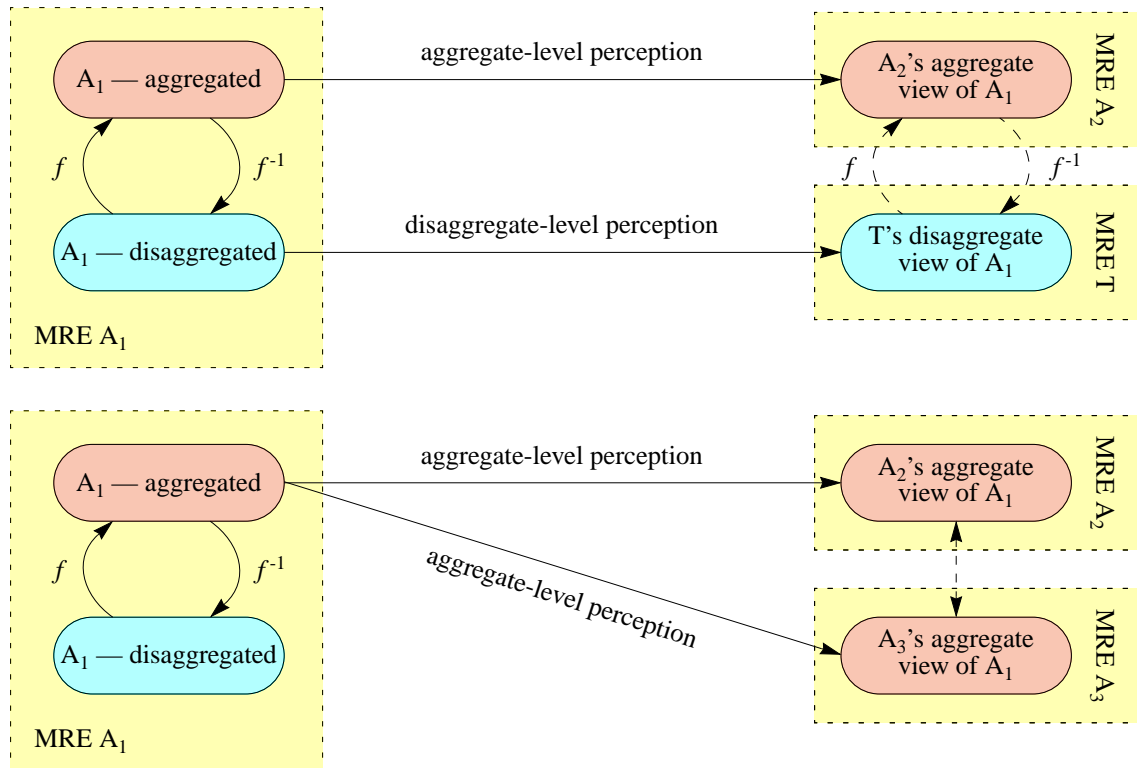 aggregate-level perception
A₁ — aggregated
A₂’s aggregate
view of A₁
MRE A₂
f
f⁻¹
f
f⁻¹
disaggregate-level perception
A₁ — disaggregated
T’s disaggregate
view of A₁
MRE T
MRE A₁
aggregate-level perception
A₁ — aggregated
A₂’s aggregate
view of A₁
MRE A₂
f
f⁻¹
aggregate-level perception
A₁ — disaggregated
A₃’s aggregate
view of A₁
MRE A₃
MRE A₁